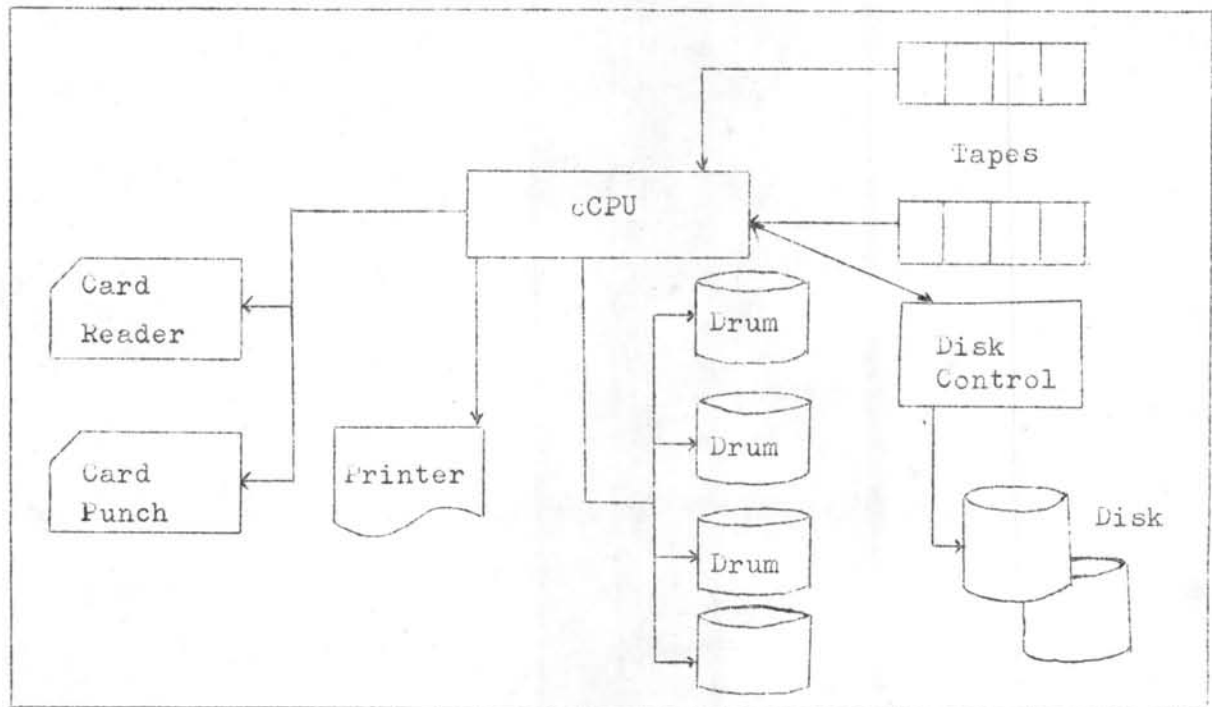 Tapes
cCPU
Card
Reader
Drum
Disk
Control
Drum
Card
Punch
Printer
Disk
Drum